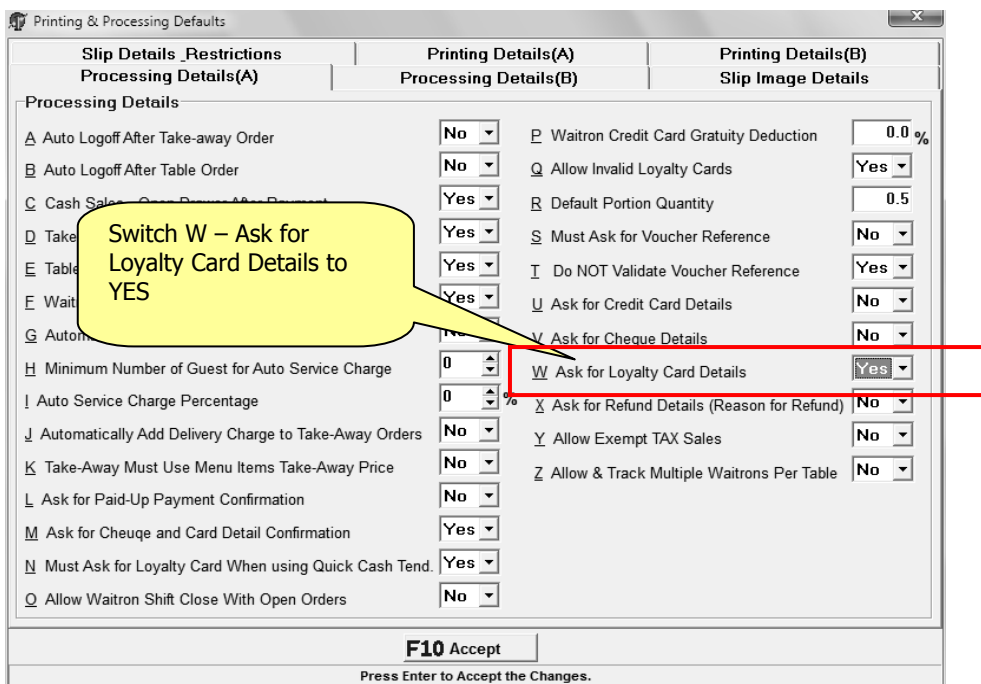 Printing & Processing Defaults
x
Slip Details _Restrictions
Printing Details(A)
Printing Details(B)
Processing Details(A)
Processing Details(B)
Slip Image Details
Processing Details
A Auto Logoff After Take-away Order No
B Auto Logoff After Table Order No
C Cash Sales - Open Drawer After Payment Yes
D Take Yes
E Table Yes
F Wait Yes
G Autom No
H Minimum Number of Guest for Auto Service Charge 0
I Auto Service Charge Percentage 0 %
J Automatically Add Delivery Charge to Take-Away Orders No
K Take-Away Must Use Menu Items Take-Away Price No
L Ask for Paid-Up Payment Confirmation No
M Ask for Cheuqe and Card Detail Confirmation Yes
N Must Ask for Loyalty Card When using Quick Cash Tend. Yes
O Allow Waitron Shift Close With Open Orders No
Switch W – Ask for
Loyalty Card Details to
YES
P Waitron Credit Card Gratuity Deduction 0.0 %
Q Allow Invalid Loyalty Cards Yes
R Default Portion Quantity 0.5
S Must Ask for Voucher Reference No
T Do NOT Validate Voucher Reference Yes
U Ask for Credit Card Details No
V Ask for Cheque Details No
W Ask for Loyalty Card Details Yes
X Ask for Refund Details (Reason for Refund) No
Y Allow Exempt TAX Sales No
Z Allow & Track Multiple Waitrons Per Table No
F10 Accept
Press Enter to Accept the Changes.